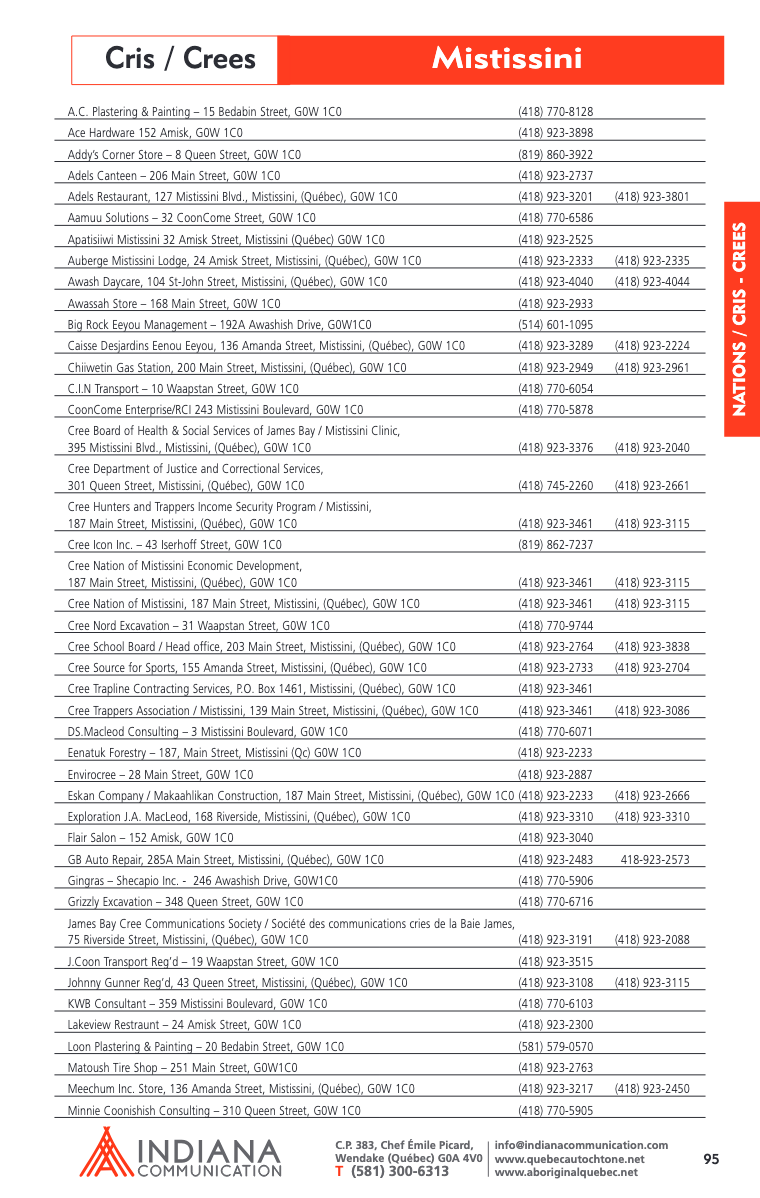 Cris / Crees
Mistissini
A.C. Plastering & Painting – 15 Bedabin Street, G0W 1C0 (418) 770-8128
Ace Hardware 152 Amisk, G0W 1C0 (418) 923-3898
Addy's Corner Store – 8 Queen Street, G0W 1C0 (819) 860-3922
Adels Canteen – 206 Main Street, G0W 1C0 (418) 923-2737
Adels Restaurant, 127 Mistissini Blvd., Mistissini, (Québec), G0W 1C0 (418) 923-3201 (418) 923-3801
Aamuu Solutions – 32 CoonCome Street, G0W 1C0 (418) 770-6586
Apatisiiwi Mistissini 32 Amisk Street, Mistissini (Québec) G0W 1C0 (418) 923-2525
Auberge Mistissini Lodge, 24 Amisk Street, Mistissini, (Québec), G0W 1C0 (418) 923-2333 (418) 923-2335
Awash Daycare, 104 St-John Street, Mistissini, (Québec), G0W 1C0 (418) 923-4040 (418) 923-4044
Awassah Store – 168 Main Street, G0W 1C0 (418) 923-2933
Big Rock Eeyou Management – 192A Awashish Drive, G0W1C0 (514) 601-1095
Caisse Desjardins Eenou Eeyou, 136 Amanda Street, Mistissini, (Québec), G0W 1C0 (418) 923-3289 (418) 923-2224
Chiiwetin Gas Station, 200 Main Street, Mistissini, (Québec), G0W 1C0 (418) 923-2949 (418) 923-2961
C.I.N Transport – 10 Waapstan Street, G0W 1C0 (418) 770-6054
CoonCome Enterprise/RCI 243 Mistissini Boulevard, G0W 1C0 (418) 770-5878
Cree Board of Health & Social Services of James Bay / Mistissini Clinic,
395 Mistissini Blvd., Mistissini, (Québec), G0W 1C0 (418) 923-3376 (418) 923-2040
Cree Department of Justice and Correctional Services,
301 Queen Street, Mistissini, (Québec), G0W 1C0 (418) 745-2260 (418) 923-2661
Cree Hunters and Trappers Income Security Program / Mistissini,
187 Main Street, Mistissini, (Québec), G0W 1C0 (418) 923-3461 (418) 923-3115
Cree Icon Inc. – 43 Iserhoff Street, G0W 1C0 (819) 862-7237
Cree Nation of Mistissini Economic Development,
187 Main Street, Mistissini, (Québec), G0W 1C0 (418) 923-3461 (418) 923-3115
Cree Nation of Mistissini, 187 Main Street, Mistissini, (Québec), G0W 1C0 (418) 923-3461 (418) 923-3115
Cree Nord Excavation – 31 Waapstan Street, G0W 1C0 (418) 770-9744
Cree School Board / Head office, 203 Main Street, Mistissini, (Québec), G0W 1C0 (418) 923-2764 (418) 923-3838
Cree Source for Sports, 155 Amanda Street, Mistissini, (Québec), G0W 1C0 (418) 923-2733 (418) 923-2704
Cree Trapline Contracting Services, P.O. Box 1461, Mistissini, (Québec), G0W 1C0 (418) 923-3461
Cree Trappers Association / Mistissini, 139 Main Street, Mistissini, (Québec), G0W 1C0 (418) 923-3461 (418) 923-3086
DS.Macleod Consulting – 3 Mistissini Boulevard, G0W 1C0 (418) 770-6071
Eenatuk Forestry – 187, Main Street, Mistissini (Qc) G0W 1C0 (418) 923-2233
Envirocree – 28 Main Street, G0W 1C0 (418) 923-2887
Eskan Company / Makaahlikan Construction, 187 Main Street, Mistissini, (Québec), G0W 1C0 (418) 923-2233 (418) 923-2666
Exploration J.A. MacLeod, 168 Riverside, Mistissini, (Québec), G0W 1C0 (418) 923-3310 (418) 923-3310
Flair Salon – 152 Amisk, G0W 1C0 (418) 923-3040
GB Auto Repair, 285A Main Street, Mistissini, (Québec), G0W 1C0 (418) 923-2483 418-923-2573
Gingras – Shecapio Inc. - 246 Awashish Drive, G0W1C0 (418) 770-5906
Grizzly Excavation – 348 Queen Street, G0W 1C0 (418) 770-6716
James Bay Cree Communications Society / Société des communications cries de la Baie James,
75 Riverside Street, Mistissini, (Québec), G0W 1C0 (418) 923-3191 (418) 923-2088
J.Coon Transport Reg'd – 19 Waapstan Street, G0W 1C0 (418) 923-3515
Johnny Gunner Reg'd, 43 Queen Street, Mistissini, (Québec), G0W 1C0 (418) 923-3108 (418) 923-3115
KWB Consultant – 359 Mistissini Boulevard, G0W 1C0 (418) 770-6103
Lakeview Restraunt – 24 Amisk Street, G0W 1C0 (418) 923-2300
Loon Plastering & Painting – 20 Bedabin Street, G0W 1C0 (581) 579-0570
Matoush Tire Shop – 251 Main Street, G0W1C0 (418) 923-2763
Meechum Inc. Store, 136 Amanda Street, Mistissini, (Québec), G0W 1C0 (418) 923-3217 (418) 923-2450
Minnie Coonishish Consulting – 310 Queen Street, G0W 1C0 (418) 770-5905
NATIONS / CRIS - CREES
INDIANA
COMMUNICATION
C.P. 383, Chef Émile Picard,
Wendake (Québec) G0A 4V0
T (581) 300-6313
info@indianacommunication.com
www.quebecautochtone.net
www.aboriginalquebec.net
95